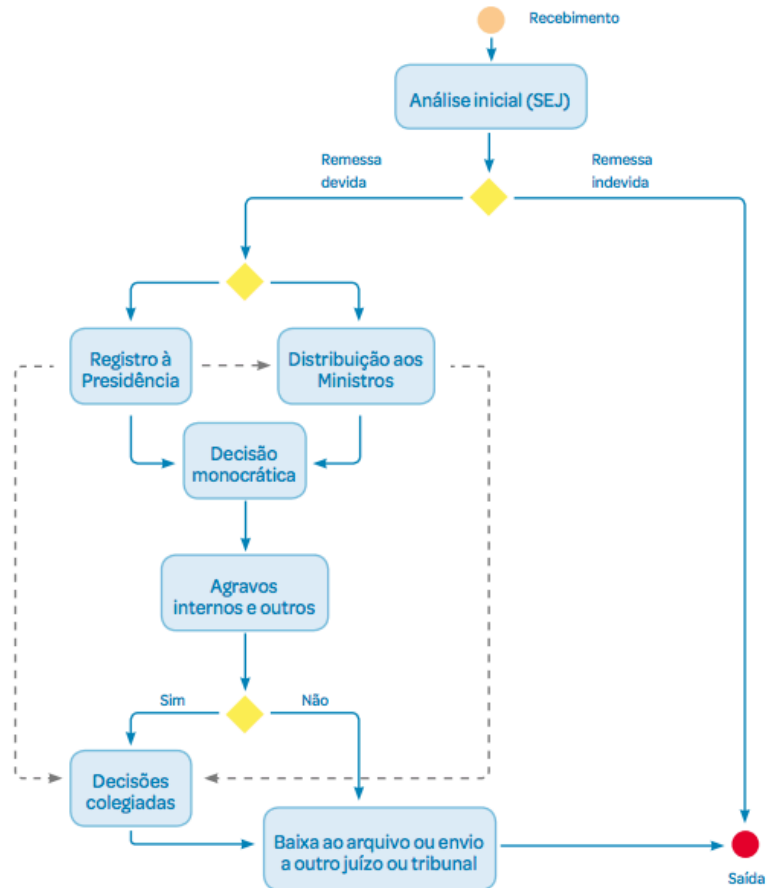 Recebimento
Análise inicial (SEJ)
Remessa
devida
Remessa
indevida
Registro à
Presidência
Distribuição aos
Ministros
Decisão
monocrática
Agravos
internos e outros
Sim
Não
Decisões
colegiadas
Baixa ao arquivo ou envio
a outro juízo ou tribunal
Saída